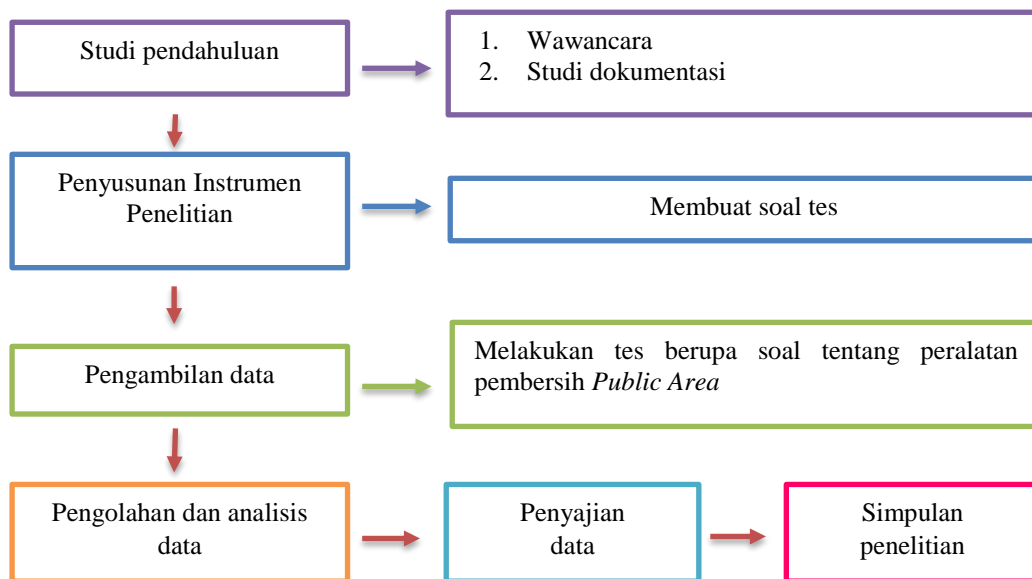 Studi pendahuluan
1. Wawancara
2. Studi dokumentasi
Penyusunan Instrumen
Penelitian
Membuat soal tes
Pengambilan data
Melakukan tes berupa soal tentang peralatan
pembersih Public Area
Pengolahan dan analisis
data
Penyajian
data
Simpulan
penelitian